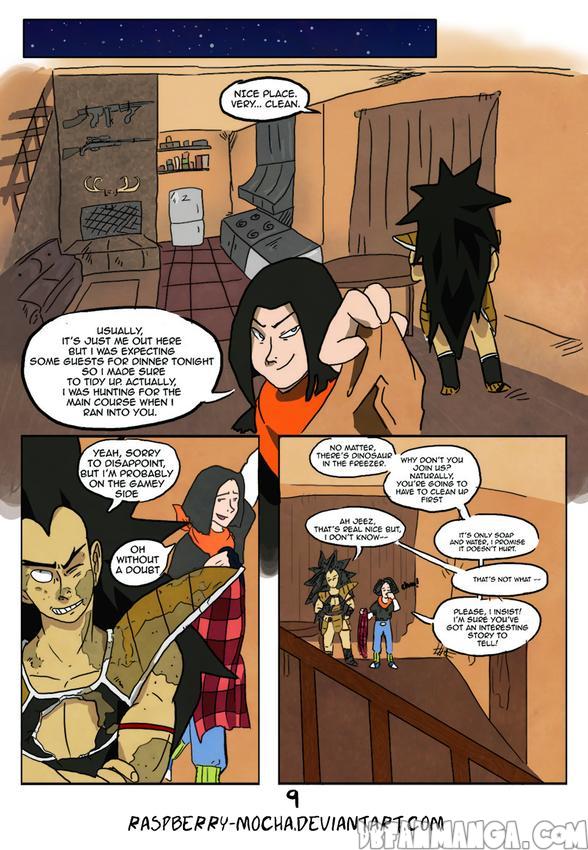 NICE PLACE.
VERY... CLEAN.
USUALLY,
IT'S JUST ME OUT HERE
BUT I WAS EXPECTING
SOME GUESTS FOR DINNER TONIGHT
SO I MADE SURE
TO TIDY UP. ACTUALLY,
I WAS HUNTING FOR THE
MAIN COURSE WHEN I
RAN INTO YOU.
YEAH, SORRY
TO DISAPPOINT,
BUT I'M PROBABLY
ON THE GAMEY
SIDE
OH
WITHOUT
A DOUBT
NO MATTER,
THERE'S DINOSAUR
IN THE FREEZER.
WHY DON'T YOU
JOIN US?
NATURALLY,
YOU'RE GOING TO
HAVE TO CLEAN UP
FIRST
AH JEEZ,
THAT'S REAL NICE BUT,
I DON'T KNOW--
IT'S ONLY SOAP
AND WATER, I PROMISE
IT DOESN'T HURT.
THAT'S NOT WHAT --
PLEASE, I INSIST!
I'M SURE YOU'VE
GOT AN INTERESTING
STORY TO
TELL!
9
RASPBERRY-MOCHA.DEVIANTART.COM
DBFANMANGA.COM